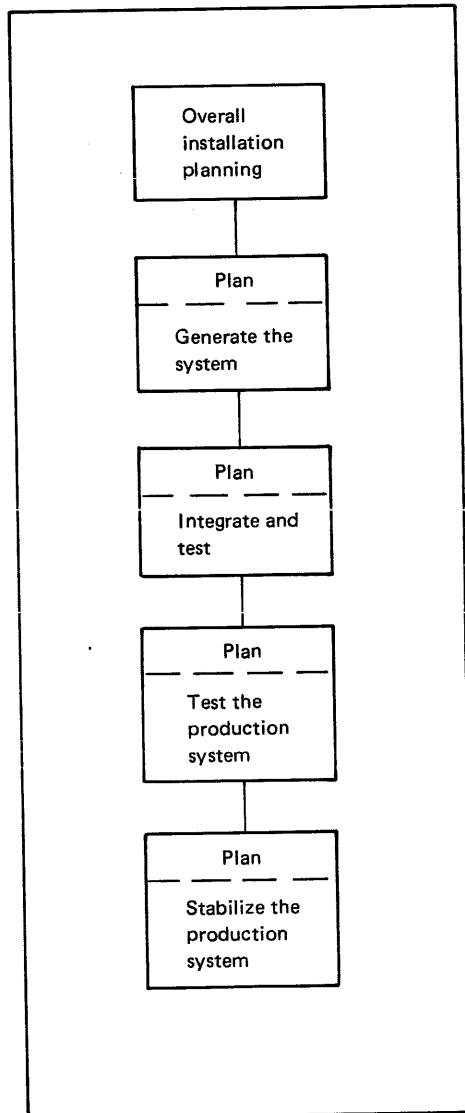 Overall
installation
planning
Plan
Generate the
system
Plan
Integrate and
test
Plan
Test the
production
system
Plan
Stabilize the
production
system